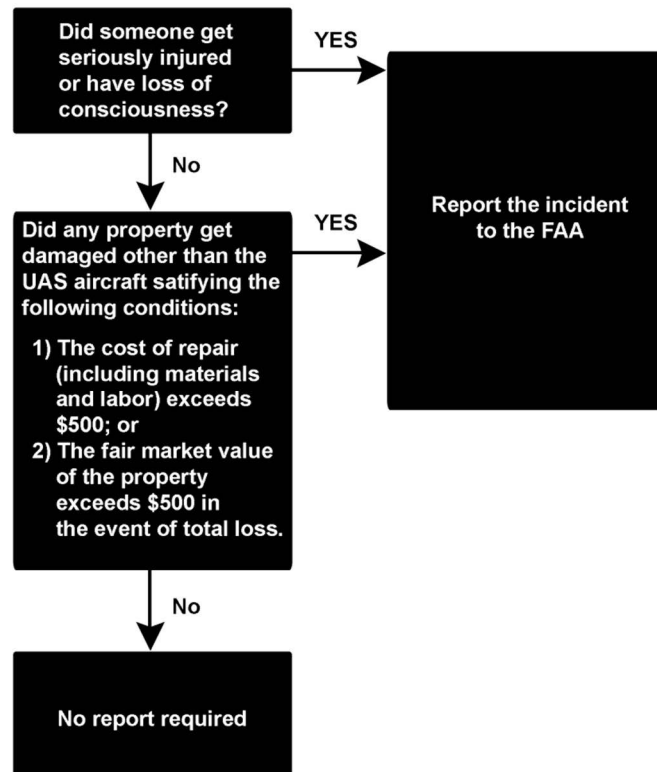 Did someone get
seriously injured
or have loss of
consciousness?
YES
No
Report the incident
to the FAA
Did any property get
damaged other than the
UAS aircraft satifying the
following conditions:
1) The cost of repair
(including materials
and labor) exceeds
$500; or
2) The fair market value
of the property
exceeds $500 in
the event of total loss.
YES
No
No report required